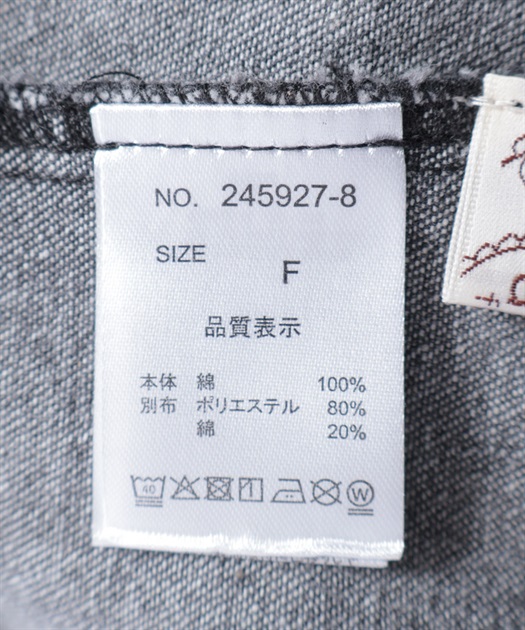 NO. 245927-8
SIZE F
品質表示
本体 綿 100%
別布 ポリエステル 80%
綿 20%
40
W